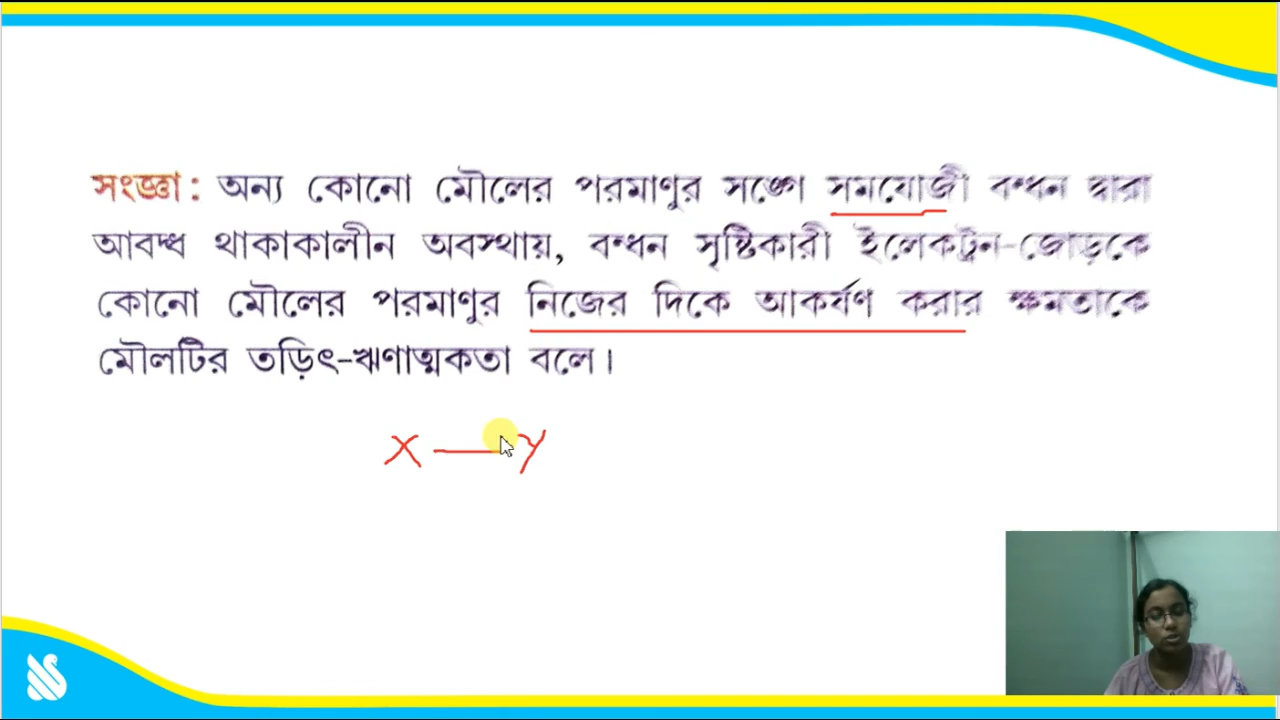 সংজ্ঞা : অন্য কোনো মৌলের পরমাণুর সঙ্গে সমযোজী বন্ধন দ্বারা
আবদ্ধ থাকাকালীন অবস্থায়, বন্ধন সৃষ্টিকারী ইলেকট্রন-জোড়কে
কোনো মৌলের পরমাণুর নিজের দিকে আকর্ষণ করার ক্ষমতাকে
মৌলটির তড়িৎ-ঋণাত্মকতা বলে।
X — Y